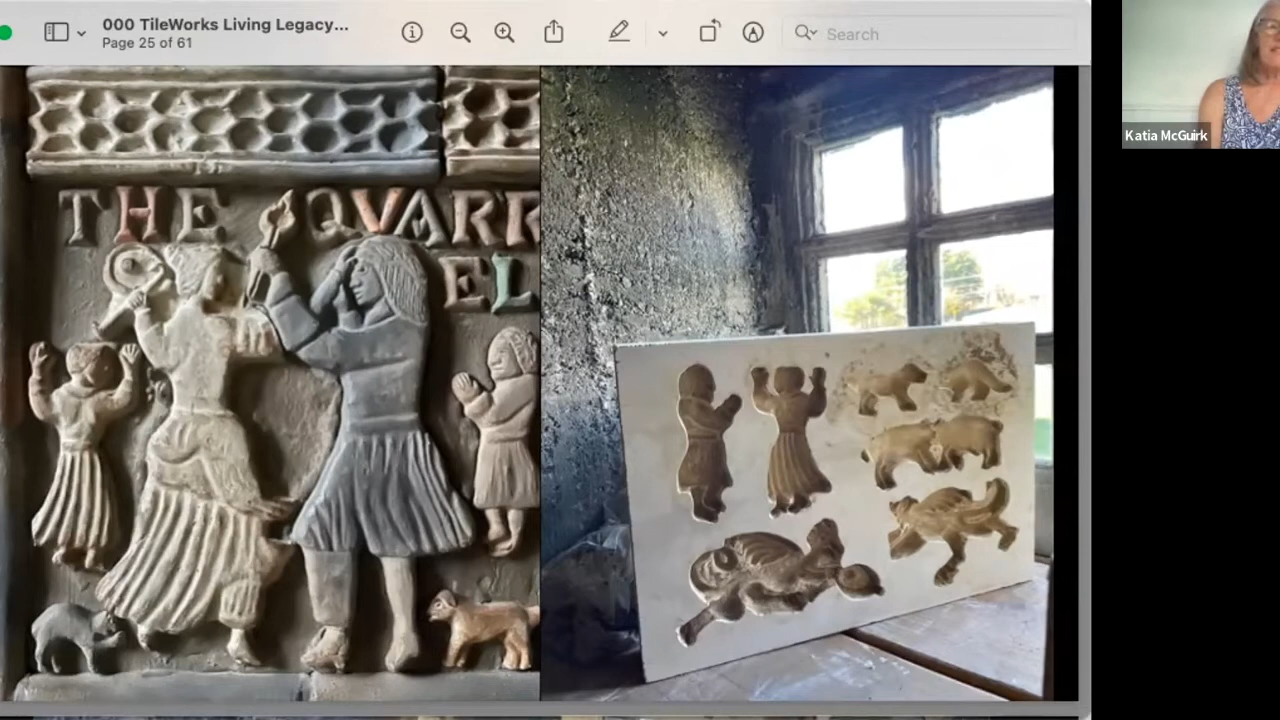 000 TileWorks Living Legacy...
Page 25 of 61
Search
Katia McGuirk
THE QVARR
EL